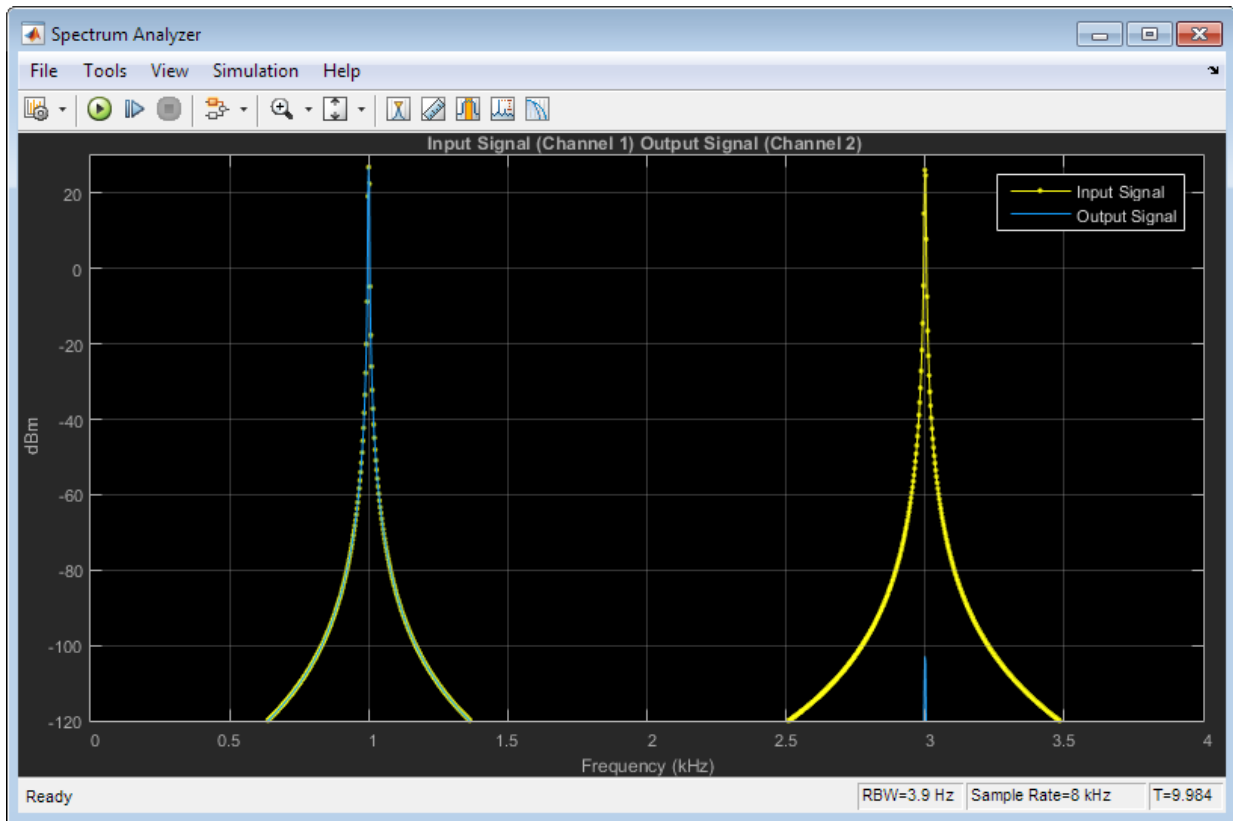 Spectrum Analyzer
File Tools View Simulation Help
Input Signal (Channel 1) Output Signal (Channel 2)
Input Signal
Output Signal
20
0
-20
-40
-60
-80
-100
-120
dBm
0 0.5 1 1.5 2 2.5 3 3.5 4
Frequency (kHz)
Ready RBW=3.9 Hz Sample Rate=8 kHz T=9.984